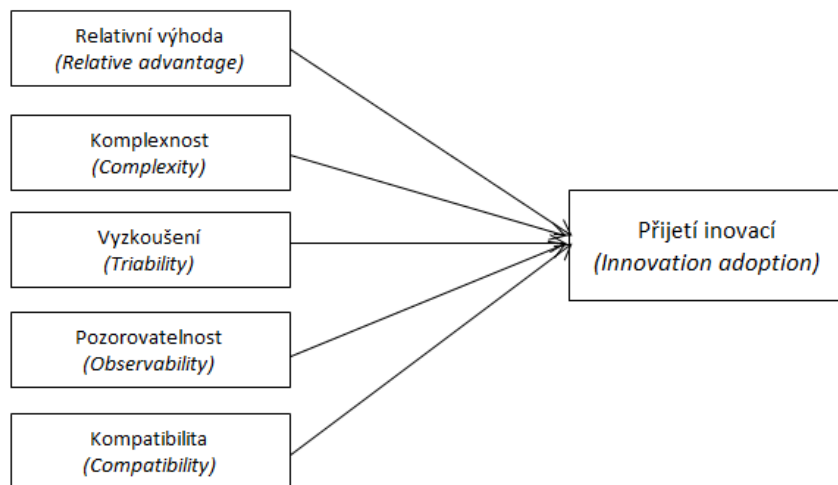 Relativní výhoda
(Relative advantage)
Komplexnost
(Complexity)
Vyzkoušení
(Triability)
Pozorovatelnost
(Observability)
Kompatibilita
(Compatibility)
Přijetí inovací
(Innovation adoption)